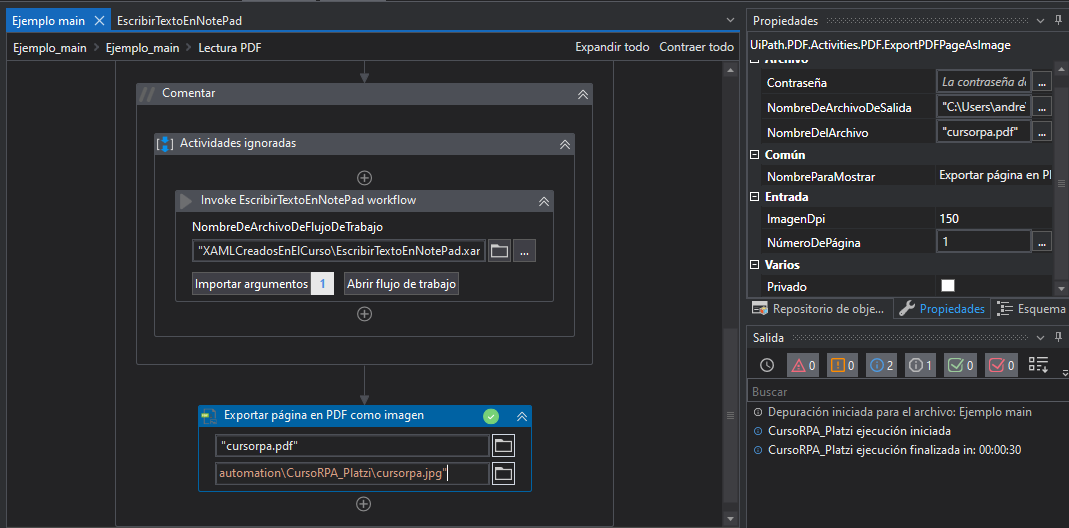 Ejemplo main
EscribirTextoEnNotePad
Ejemplo_main
Ejemplo_main
Lectura PDF
Expandir todo
Contraer todo
Comentar
Actividades ignoradas
Invoke EscribirTextoEnNotePad workflow
NombreDeArchivoDeFlujoDeTrabajo
"XAMLCreadosEnElCurso\EscribirTextoEnNotePad.xar
...
Importar argumentos 1
Abrir flujo de trabajo
Exportar página en PDF como imagen
"cursorpa.pdf"
automation\CursoRPA_Platzi\cursorpa.jpg"
Propiedades
UiPath.PDF.Activities.PDF.ExportPDFPageAsImage
Archivo
Contraseña
La contraseña de
...
NombreDeArchivoDeSalida
"C:\Users\andre\
...
NombreDelArchivo
"cursorpa.pdf"
...
Común
NombreParaMostrar
Exportar página en PI
Entrada
ImagenDpi
150
NúmeroDePágina
1
...
Varios
Privado
Repositorio de obje...
Propiedades
Esquema
Salida
0
0
2
1
0
0
Buscar
Depuración iniciada para el archivo: Ejemplo main
CursoRPA_Platzi ejecución iniciada
CursoRPA_Platzi ejecución finalizada in: 00:00:30